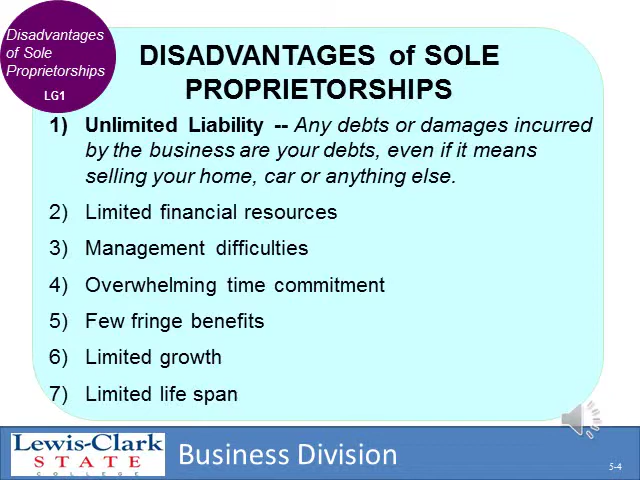 Disadvantages
of Sole
Proprietorships
LG1
DISADVANTAGES of SOLE
PROPRIETORSHIPS
1) Unlimited Liability -- Any debts or damages incurred
by the business are your debts, even if it means
selling your home, car or anything else.
2) Limited financial resources
3) Management difficulties
4) Overwhelming time commitment
5) Few fringe benefits
6) Limited growth
7) Limited life span
Lewis-Clark
STATE
COLLEGE
Business Division
5-4